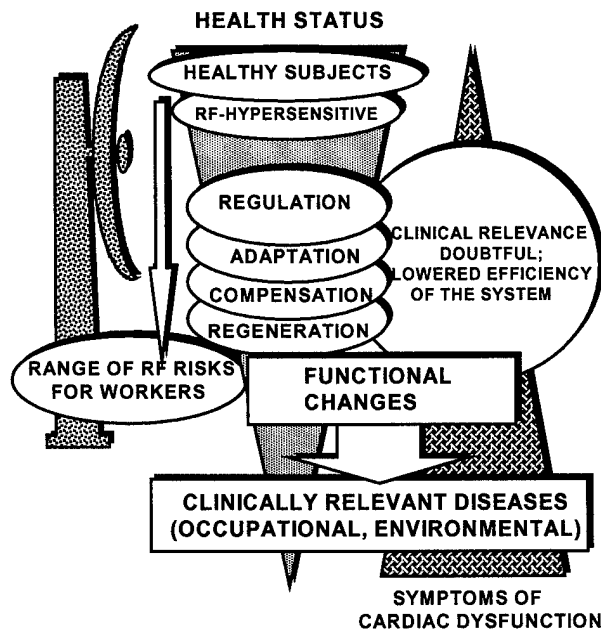 HEALTH STATUS
HEALTHY SUBJECTS
RF-HYPERSENSITIVE
REGULATION
ADAPTATION
COMPENSATION
REGENERATION
CLINICAL RELEVANCE
DOUBTFUL;
LOWERED EFFICIENCY
OF THE SYSTEM
RANGE OF RF RISKS
FOR WORKERS
FUNCTIONAL
CHANGES
CLINICALLY RELEVANT DISEASES
(OCCUPATIONAL, ENVIRONMENTAL)
SYMPTOMS OF
CARDIAC DYSFUNCTION